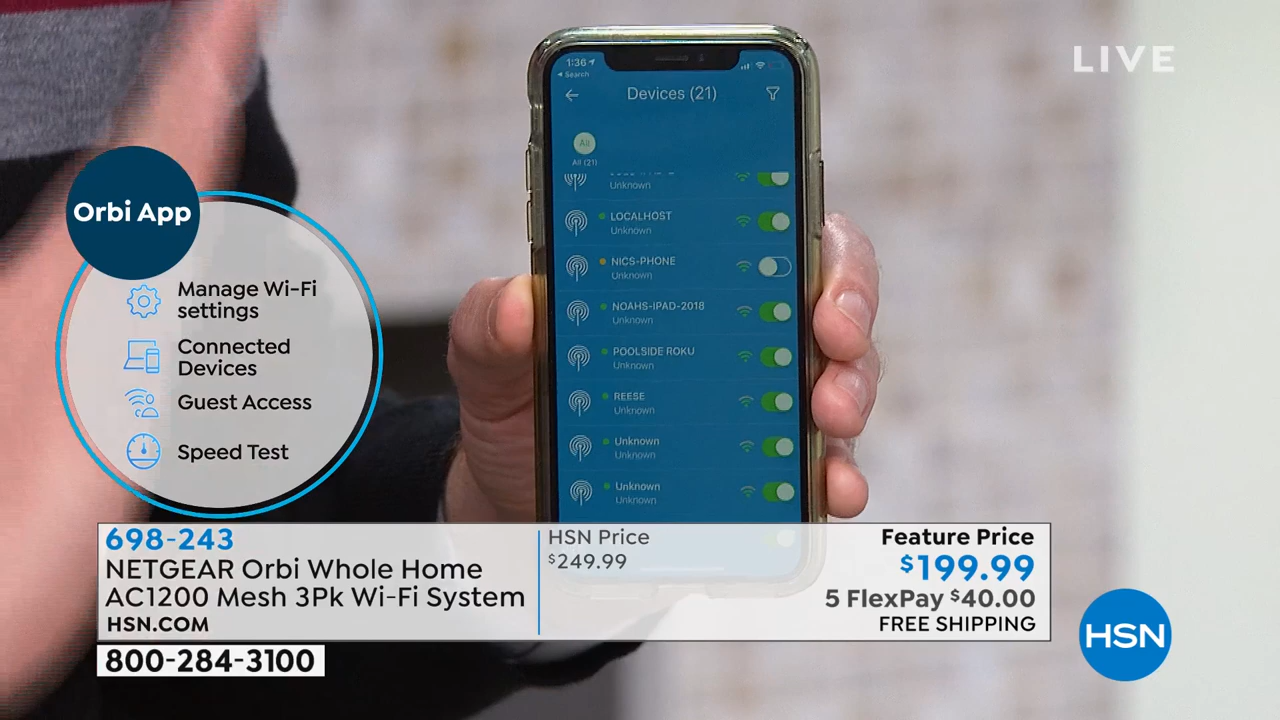 LIVE
1:36
Search
Devices (21)
All
All (21)
Unknown
LOCALHOST
Unknown
NICS-PHONE
Unknown
NOAHS-IPAD-2018
Unknown
POOLSIDE ROKU
Unknown
REESE
Unknown
Unknown
Unknown
Unknown
Unknown
Orbi App
Manage Wi-Fi
settings
Connected
Devices
Guest Access
Speed Test
698-243
NETGEAR Orbi Whole Home
AC1200 Mesh 3Pk Wi-Fi System
HSN.COM
HSN Price
$249.99
Feature Price
$199.99
5 FlexPay $40.00
FREE SHIPPING
800-284-3100
HSN